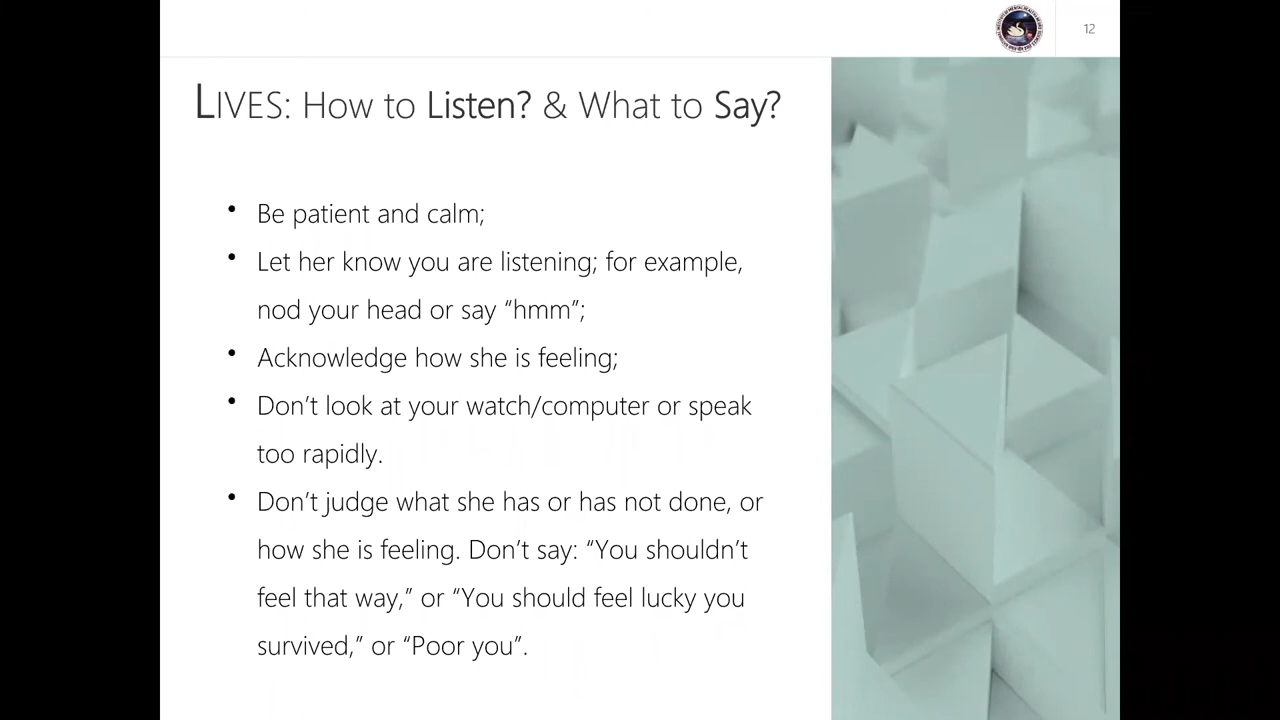 12
LIVES: How to Listen? & What to Say?
• Be patient and calm;
• Let her know you are listening; for example,
nod your head or say “hmm”;
• Acknowledge how she is feeling;
• Don’t look at your watch/computer or speak
too rapidly.
• Don’t judge what she has or has not done, or
how she is feeling. Don’t say: “You shouldn’t
feel that way,” or “You should feel lucky you
survived,” or “Poor you”.